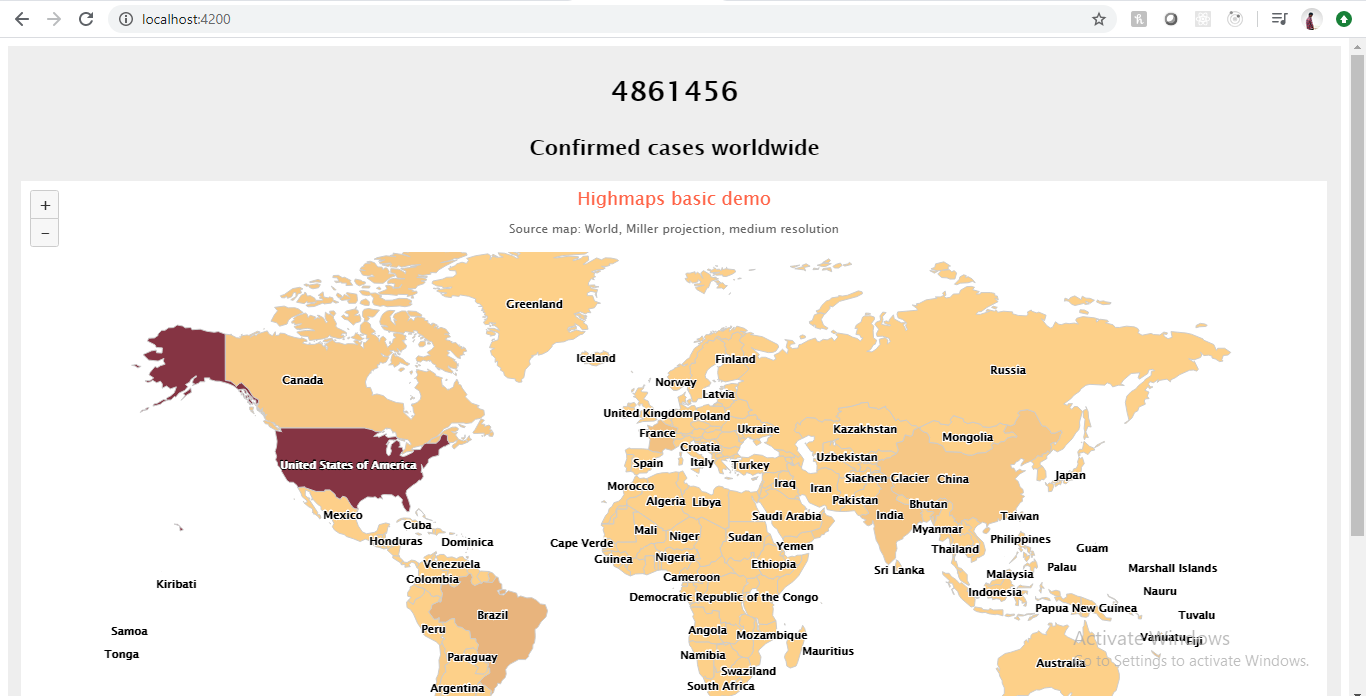 localhost:4200
4861456
Confirmed cases worldwide
+
−
Highmaps basic demo
Source map: World, Miller projection, medium resolution
Greenland
Iceland
Finland
Russia
Canada
Norway
Latvia
United Kingdom
Poland
Ukraine
Kazakhstan
France
Mongolia
Croatia
Uzbekistan
United States of America
Spain
Italy
Turkey
Japan
Siachen Glacier
China
Morocco
Iraq
Iran
Algeria
Libya
Pakistan
Bhutan
Mexico
Saudi Arabia
India
Taiwan
Cuba
Mali
Niger
Sudan
Myanmar
Honduras
Dominica
Cape Verde
Yemen
Philippines
Guam
Thailand
Guinea
Nigeria
Ethiopia
Venezuela
Sri Lanka
Palau
Marshall Islands
Colombia
Cameroon
Malaysia
Kiribati
Indonesia
Nauru
Democratic Republic of the Congo
Papua New Guinea
Brazil
Tuvalu
Samoa
Peru
Angola
Mozambique
Vanuatu
Fiji
Activate Windows
Tonga
Paraguay
Namibia
Mauritius
Australia
Go to Settings to activate Windows.
Swaziland
Argentina
South Africa